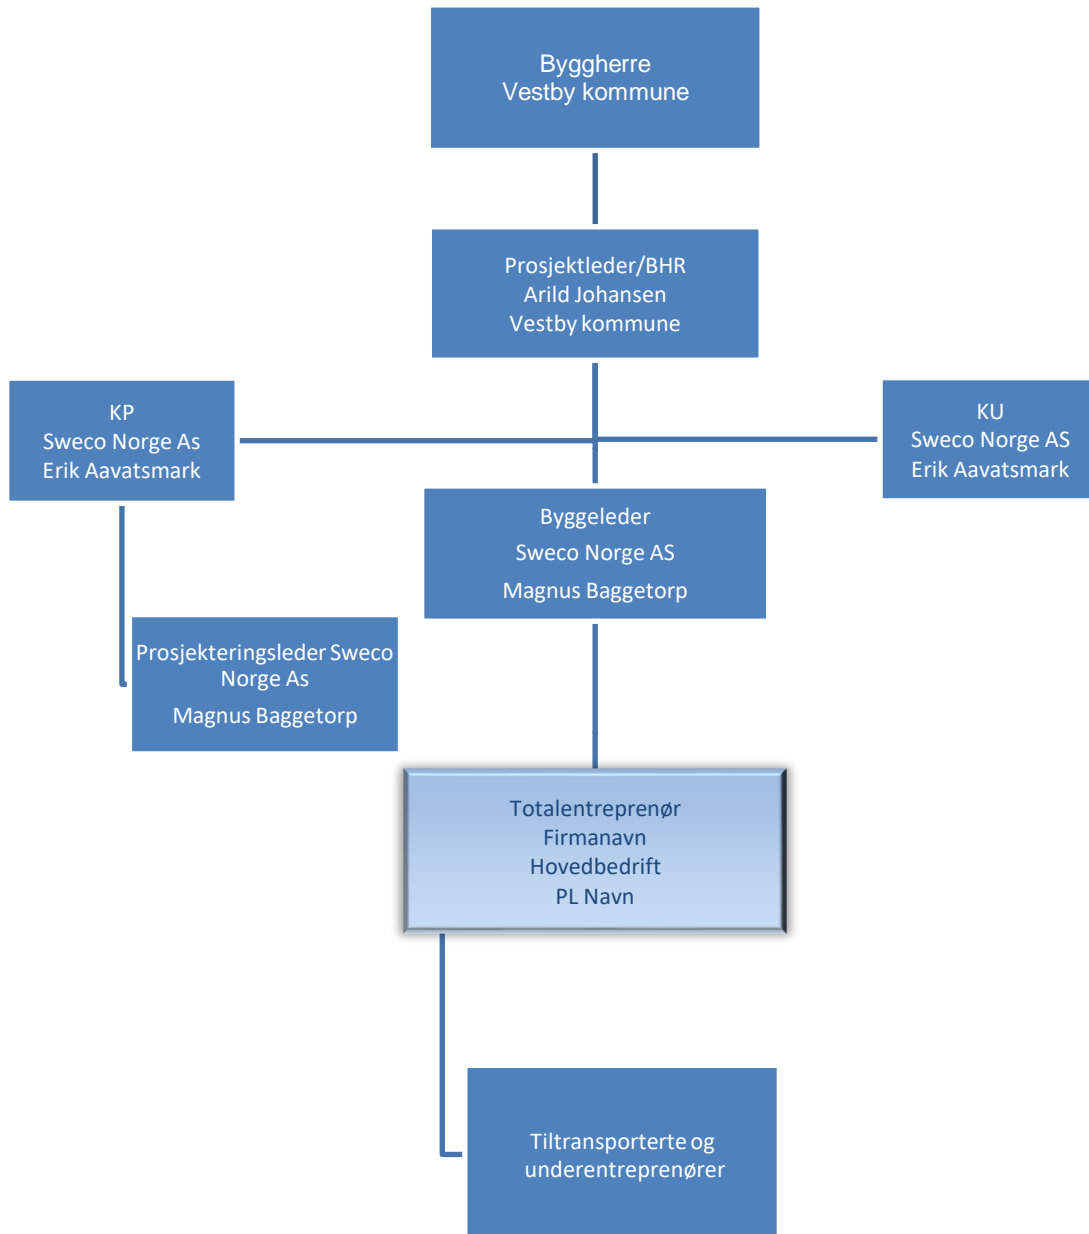 Byggherre
Vestby kommune
Prosjektleder/BHR
Arild Johansen
Vestby kommune
KP
Sweco Norge As
Erik Aavatsmark
KU
Sweco Norge AS
Erik Aavatsmark
Byggeleder
Sweco Norge AS
Magnus Baggetorp
Prosjekteringsleder Sweco
Norge As
Magnus Baggetorp
Totalentreprenør
Firmanavn
Hovedbedrift
PL Navn
Tiltransporterte og
underentreprenører